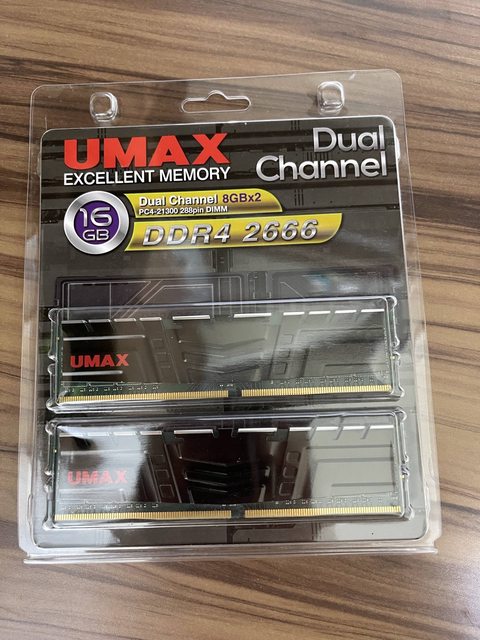 UMAX
EXCELLENT MEMORY
Dual
Channel
16
GB
Dual Channel 8GBx2
PC4-21300 288pin DIMM
DDR4 2666
UMAX
UMAX